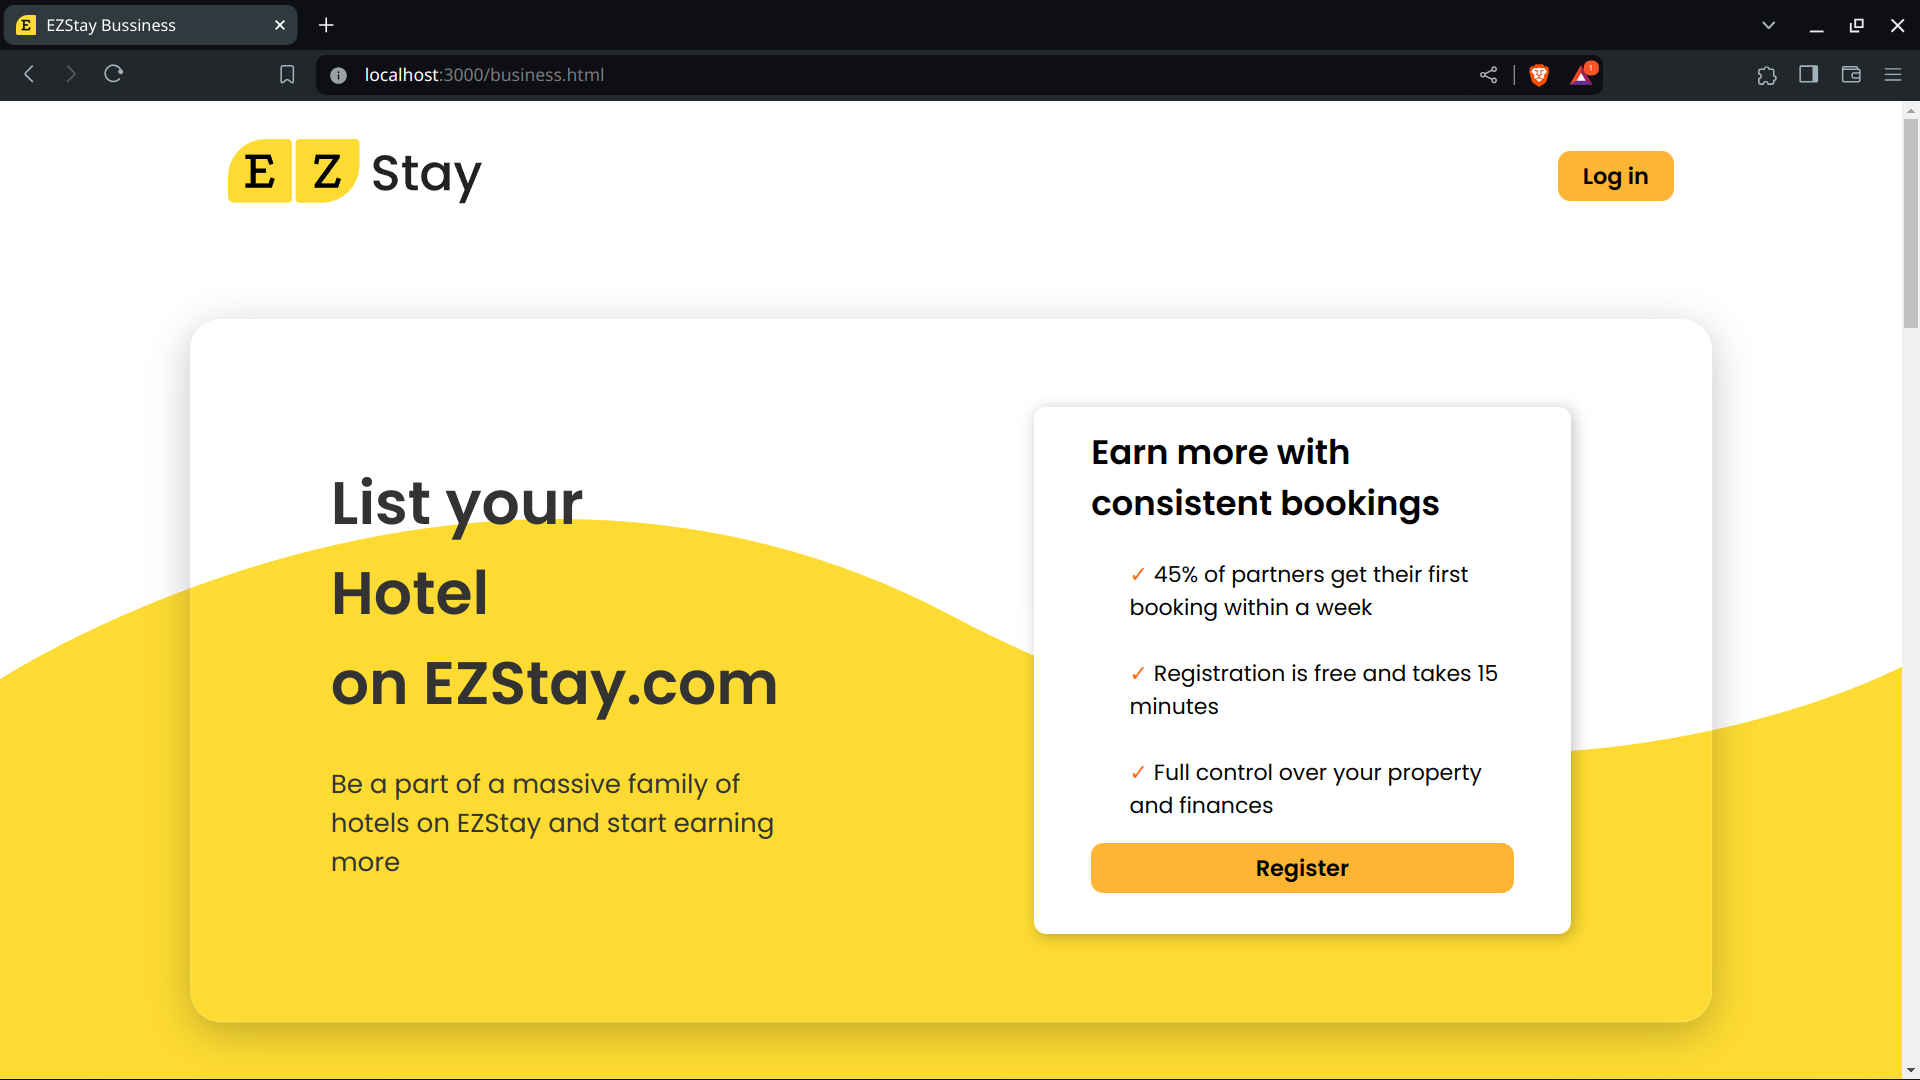 E EZStay Bussiness
localhost:3000/business.html
1
E Z Stay
Log in
List your
Hotel
on EZStay.com
Be a part of a massive family of
hotels on EZStay and start earning
more
Earn more with
consistent bookings
✓ 45% of partners get their first
booking within a week
✓ Registration is free and takes 15
minutes
✓ Full control over your property
and finances
Register